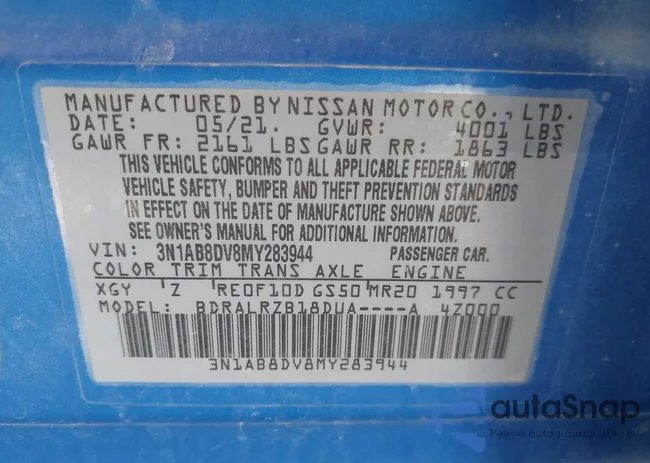 MANUFACTURED BY NISSAN MOTOR CO., LTD.
DATE: 05/21. GVWR: 4001 LBS
GAWR FR: 2161 LBS GAWR RR: 1863 LBS
THIS VEHICLE CONFORMS TO ALL APPLICABLE FEDERAL MOTOR
VEHICLE SAFETY, BUMPER AND THEFT PREVENTION STANDARDS
IN EFFECT ON THE DATE OF MANUFACTURE SHOWN ABOVE.
SEE OWNER'S MANUAL FOR ADDITIONAL INFORMATION.
VIN: 3N1AB8DV8MY283944 PASSENGER CAR.
COLOR TRIM TRANS AXLE ENGINE
XGY 'Z 'RE0F10D GS50 'MR20 1997 CC
MODEL: BDRALRZB18DUA----A 4Z000
3N1AB8DV8MY283944
autaSnap